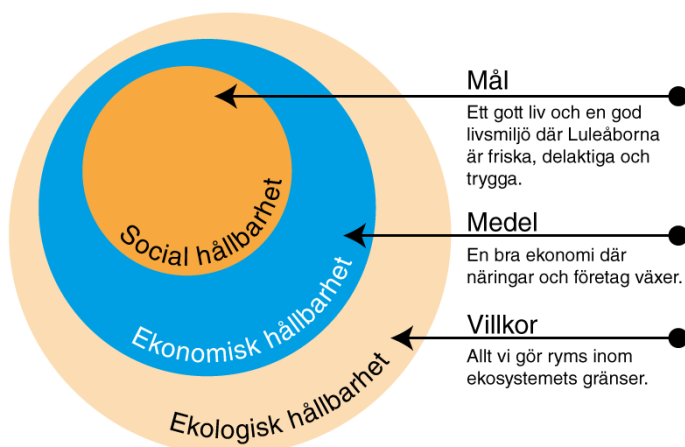 Social hållbarhet
Ekonomisk hållbarhet
Ekologisk hållbarhet
Mål
Ett gott liv och en god
livsmiljö där Luleåborna
är friska, delaktiga och
trygga.
Medel
En bra ekonomi där
näringar och företag växer.
Villkor
Allt vi gör ryms inom
ekosystemets gränser.